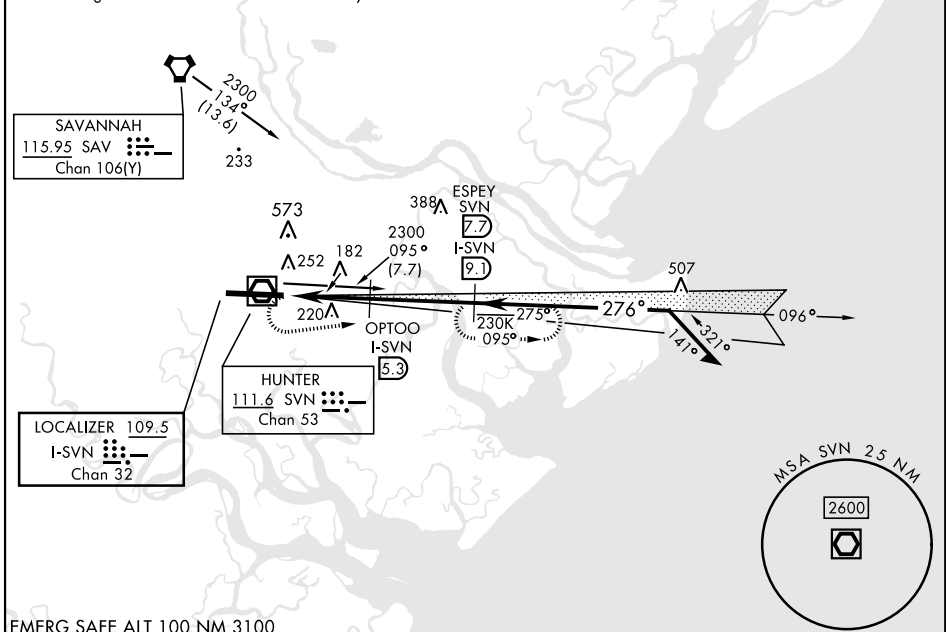 2300
134°
(13.6)
SAVANNAH
115.95 SAV
Chan 106(Y)
233
573
252
182
388
2300
095°
(7.7)
ESPEY
SVN
7.7
I-SVN
9.1
507
220
OPTOO
I-SVN
5.3
230K
275°
095°
276°
096°
141°
321°
HUNTER
111.6 SVN
Chan 53
LOCALIZER 109.5
I-SVN
Chan 32
MSA SVN 25 NM
2600
EMERG SAFE ALT 100 NM 3100